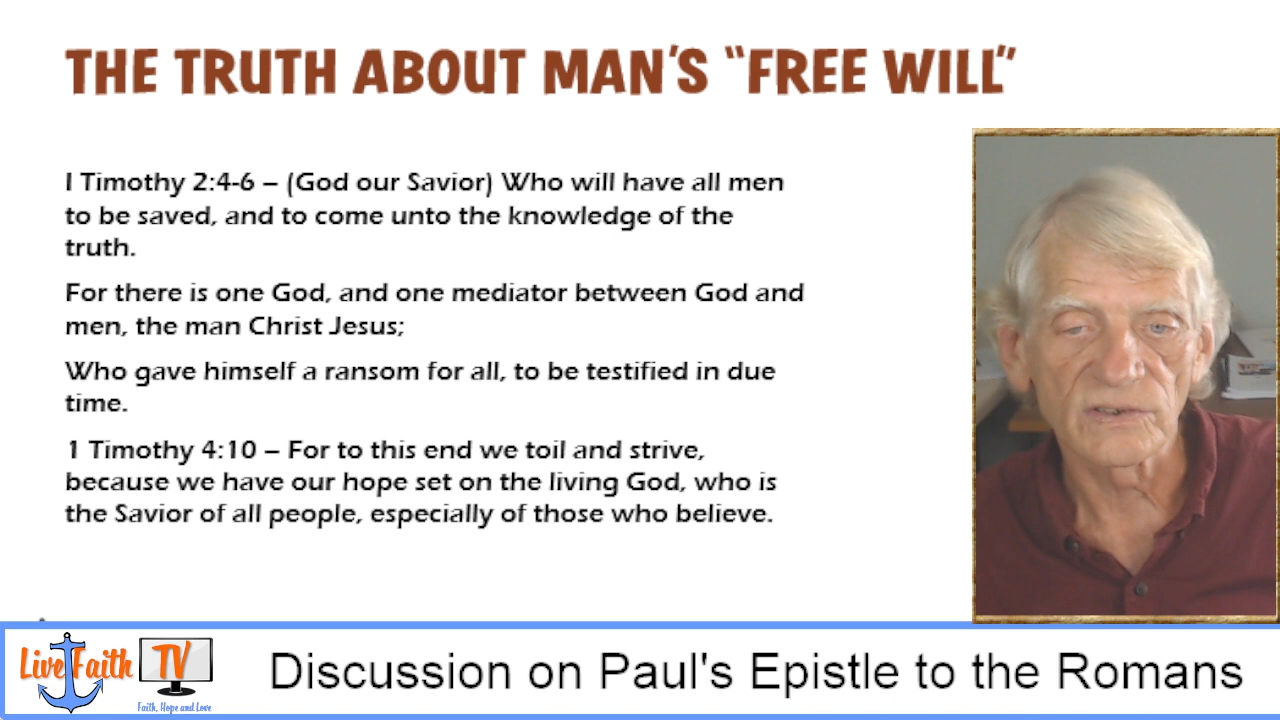 THE TRUTH ABOUT MAN'S “FREE WILL”
I Timothy 2:4-6 – (God our Savior) Who will have all men
to be saved, and to come unto the knowledge of the
truth.
For there is one God, and one mediator between God and
men, the man Christ Jesus;
Who gave himself a ransom for all, to be testified in due
time.
1 Timothy 4:10 – For to this end we toil and strive,
because we have our hope set on the living God, who is
the Savior of all people, especially of those who believe.
Live Faith TV
Faith, Hope and Love
Discussion on Paul's Epistle to the Romans